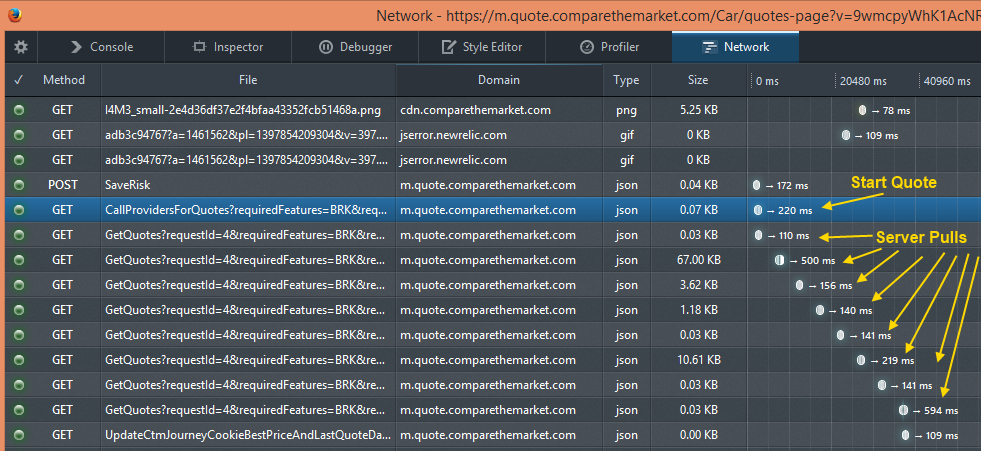 Network - https://m.quote.comparethemarket.com/Car/quotes-page?v=9wmcpyWhK1AcNR
Console Inspector Debugger Style Editor Profiler Network
✓ Method File Domain Type Size 0 ms 20480 ms 40960 ms
GET l4M3_small-2e4d36df37e2f4bfaa43352fcb51468a.png cdn.comparethemarket.com png 5.25 KB → 78 ms
GET adb3c94767?a=1461562&pl=1397854209304&v=397.... jserror.newrelic.com gif 0 KB → 109 ms
GET adb3c94767?a=1461562&pl=1397854209304&v=397.... jserror.newrelic.com gif 0 KB
POST SaveRisk m.quote.comparethemarket.com json 0.04 KB → 172 ms
Start Quote
GET CallProvidersForQuotes?requiredFeatures=BRK&req... m.quote.comparethemarket.com json 0.07 KB → 220 ms
GET GetQuotes?requestId=4&requiredFeatures=BRK&re... m.quote.comparethemarket.com json 0.03 KB → 110 ms
Server Pulls
GET GetQuotes?requestId=4&requiredFeatures=BRK&re... m.quote.comparethemarket.com json 67.00 KB → 500 ms
GET GetQuotes?requestId=4&requiredFeatures=BRK&re... m.quote.comparethemarket.com json 3.62 KB → 156 ms
GET GetQuotes?requestId=4&requiredFeatures=BRK&re... m.quote.comparethemarket.com json 1.18 KB → 140 ms
GET GetQuotes?requestId=4&requiredFeatures=BRK&re... m.quote.comparethemarket.com json 0.03 KB → 141 ms
GET GetQuotes?requestId=4&requiredFeatures=BRK&re... m.quote.comparethemarket.com json 10.61 KB → 219 ms
GET GetQuotes?requestId=4&requiredFeatures=BRK&re... m.quote.comparethemarket.com json 0.03 KB → 141 ms
GET GetQuotes?requestId=4&requiredFeatures=BRK&re... m.quote.comparethemarket.com json 0.03 KB → 594 ms
GET UpdateCtmJourneyCookieBestPriceAndLastQuoteDa... m.quote.comparethemarket.com json 0.00 KB → 109 ms